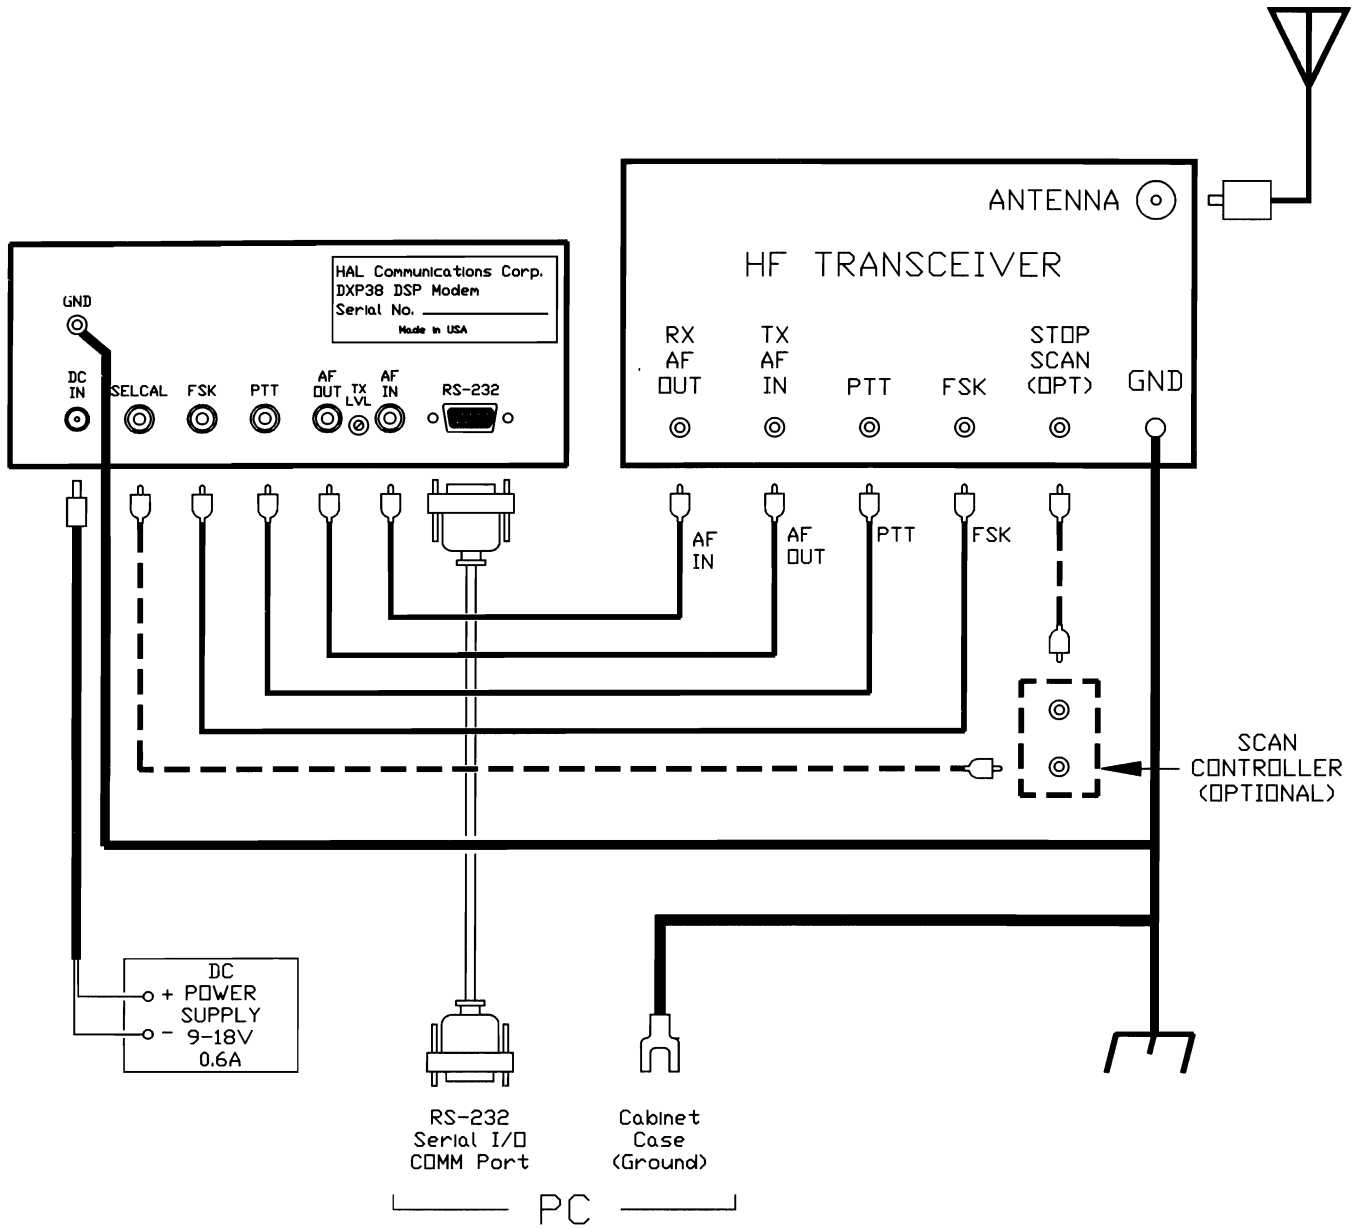 ANTENNA
HF TRANSCEIVER
HAL Communications Corp.
DXP38 DSP Modem
Serial No.
Made in USA
GND
DC
IN
SELCAL
FSK
PTT
AF
OUT
TX
LVL
AF
IN
RS-232
RX
AF
OUT
TX
AF
IN
PTT
FSK
STOP
SCAN
(OPT)
GND
AF
IN
AF
OUT
PTT
FSK
SCAN
CONTROLLER
(OPTIONAL)
DC
+ POWER
SUPPLY
- 9-18V
0.6A
RS-232
Serial I/O
COMM Port
Cabinet
Case
(Ground)
PC